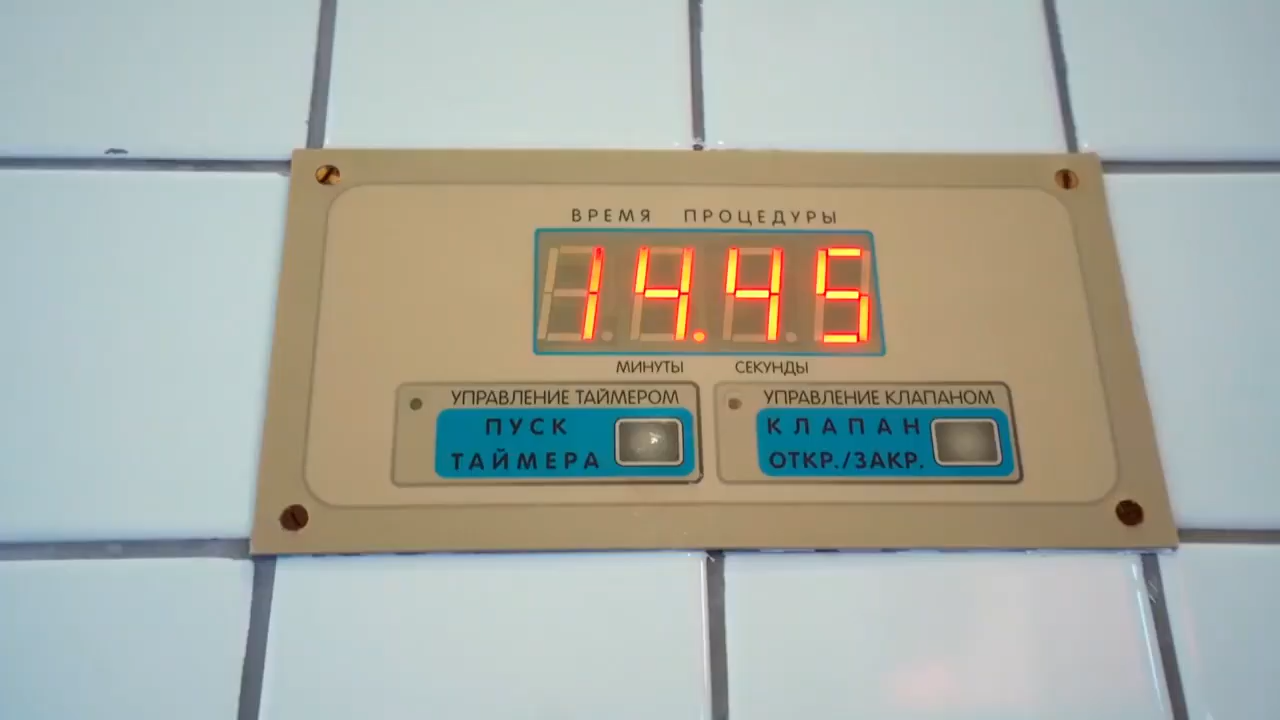 ВРЕМЯ ПРОЦЕДУРЫ
14.45
МИНУТЫ СЕКУНДЫ
УПРАВЛЕНИЕ ТАЙМЕРОМ
ПУСК
ТАЙМЕРА
УПРАВЛЕНИЕ КЛАПАНОМ
КЛАПАН
ОТКР./ЗАКР.